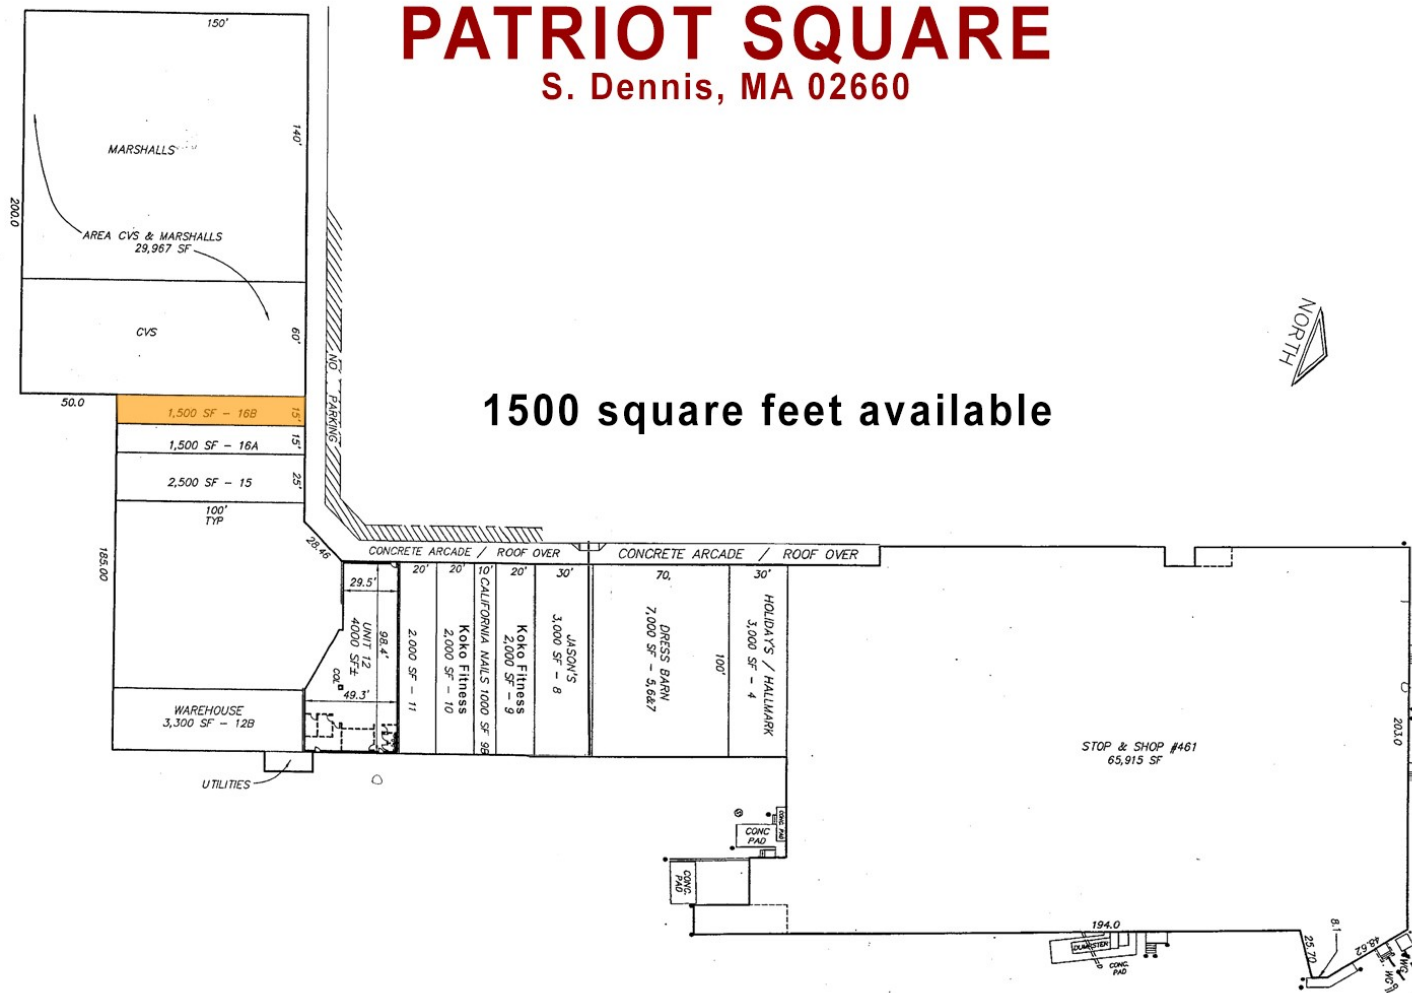 PATRIOT SQUARE
S. Dennis, MA 02660
150'
140'
MARSHALLS
200.0
AREA CVS & MARSHALLS
29,967 SF
CVS
60'
NO PARKING
NORTH
1500 square feet available
50.0
1,500 SF - 16B
15'
1,500 SF - 16A
15'
2,500 SF - 15
25'
100'
TYP
28.46
185.00
CONCRETE ARCADE / ROOF OVER
CONCRETE ARCADE / ROOF OVER
29.5'
20'
20'
10'
20'
30'
70,
30'
UNIT 12
4000 SF±
98.4'
COL
49.3'
2,000 SF - 11
Koko Fitness
2,000 SF - 10
CALIFORNIA NAILS 1000 SF 9B
Koko Fitness
2,000 SF - 9
JASON'S
3,000 SF - 8
DRESS BARN
7,000 SF - 5,6&7
100'
HOLIDAY'S / HALLMARK
3,000 SF - 4
WAREHOUSE
3,300 SF - 12B
UTILITIES
STOP & SHOP #461
65,915 SF
203.0
CONC
PAD
CONC PAD
CONC.
PAD
194.0
DUMPSTER
CONC.
PAD
25.70
8.1
48.62
WG
WG